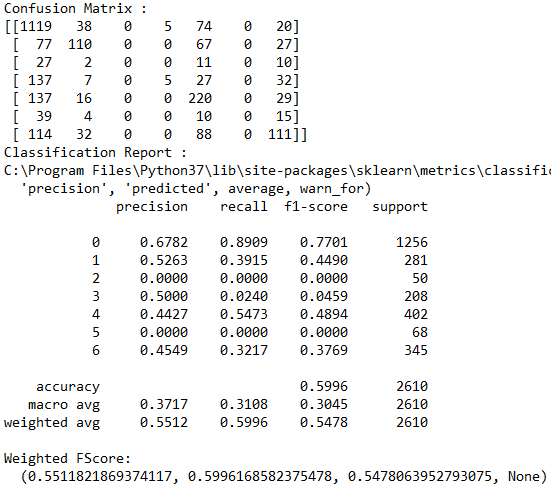 Confusion Matrix :
[[1119 38 0 5 74 0 20]
[ 77 110 0 0 67 0 27]
[ 27 2 0 0 11 0 10]
[ 137 7 0 5 27 0 32]
[ 137 16 0 0 220 0 29]
[ 39 4 0 0 10 0 15]
[ 114 32 0 0 88 0 111]]
Classification Report :
C:\Program Files\Python37\lib\site-packages\sklearn\metrics\classific
'precision', 'predicted', average, warn_for)
precision recall f1-score support
0 0.6782 0.8909 0.7701 1256
1 0.5263 0.3915 0.4490 281
2 0.0000 0.0000 0.0000 50
3 0.5000 0.0240 0.0459 208
4 0.4427 0.5473 0.4894 402
5 0.0000 0.0000 0.0000 68
6 0.4549 0.3217 0.3769 345
accuracy 0.5996 2610
macro avg 0.3717 0.3108 0.3045 2610
weighted avg 0.5512 0.5996 0.5478 2610
Weighted FScore:
(0.5511821869374117, 0.5996168582375478, 0.5478063952793075, None)